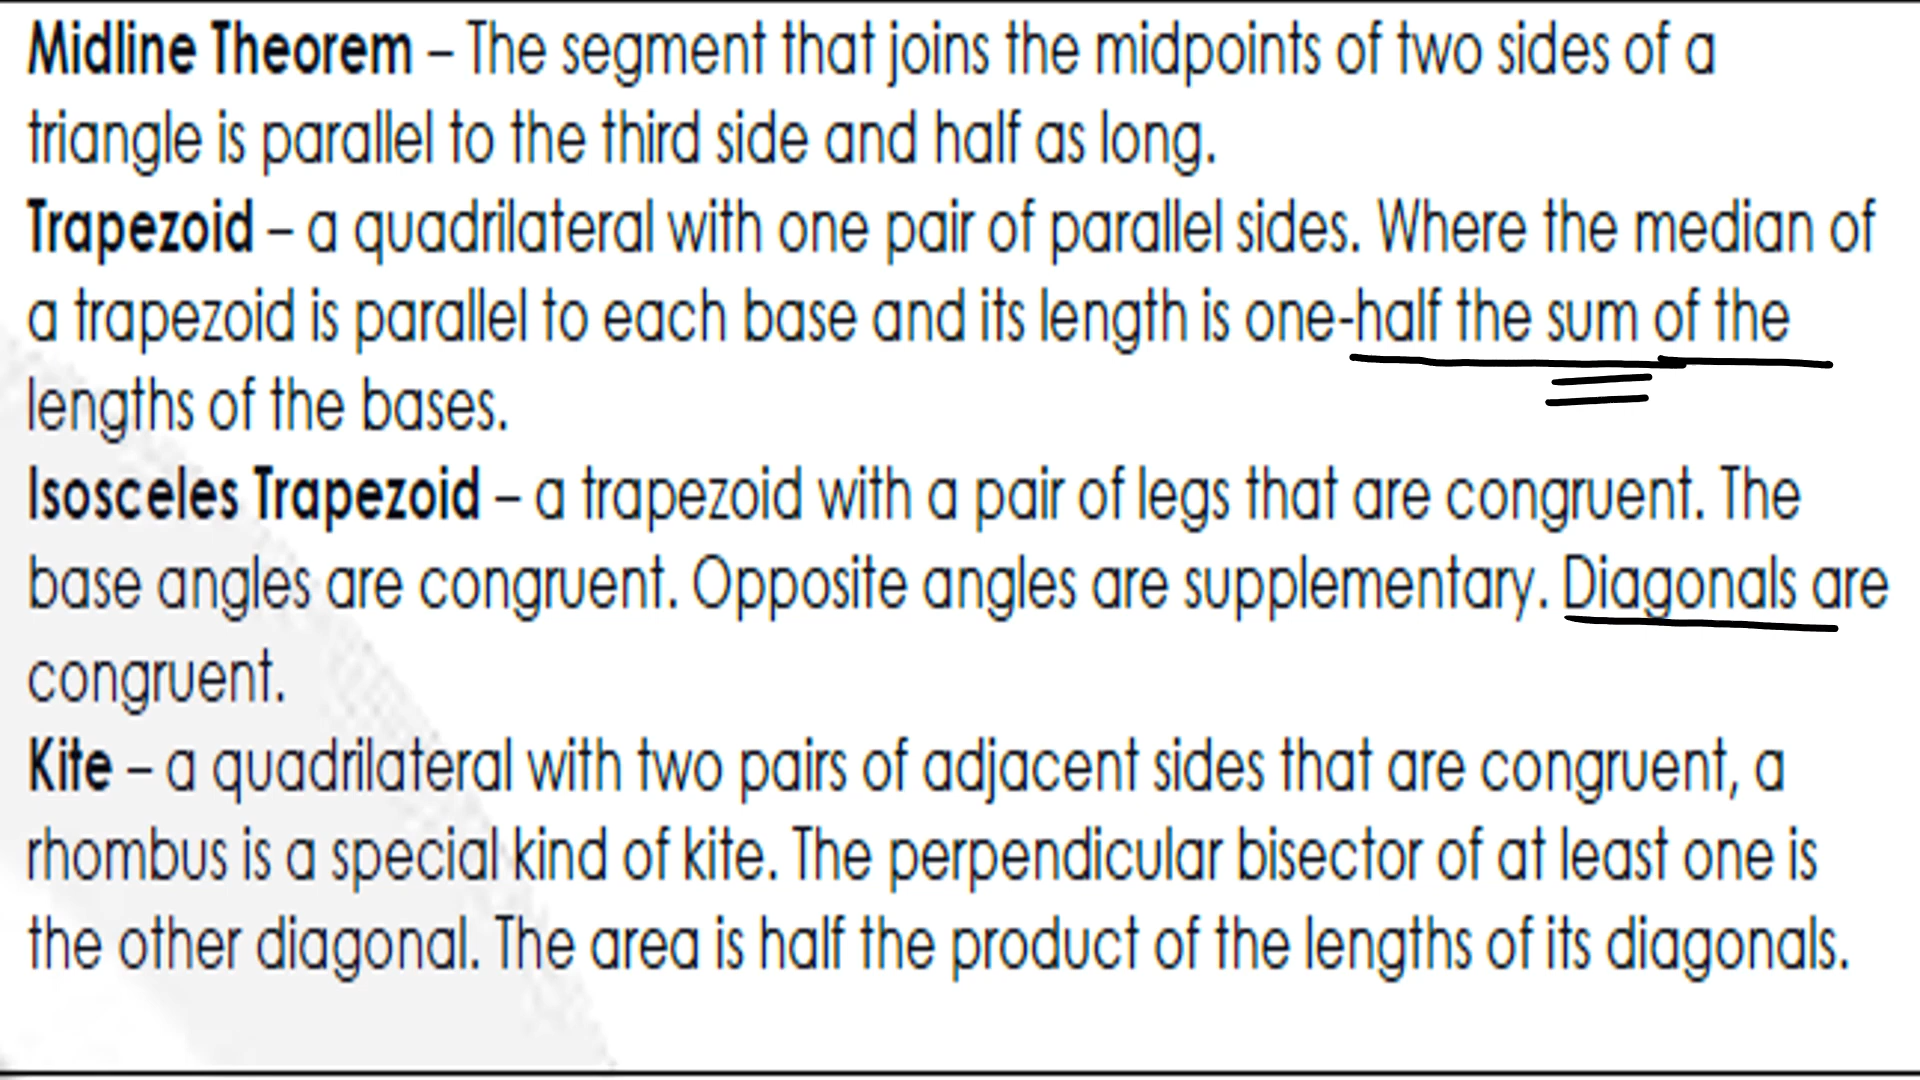 Midline Theorem – The segment that joins the midpoints of two sides of a
triangle is parallel to the third side and half as long.
Trapezoid – a quadrilateral with one pair of parallel sides. Where the median of
a trapezoid is parallel to each base and its length is one-half the sum of the
lengths of the bases.
Isosceles Trapezoid – a trapezoid with a pair of legs that are congruent. The
base angles are congruent. Opposite angles are supplementary. Diagonals are
congruent.
Kite – a quadrilateral with two pairs of adjacent sides that are congruent, a
rhombus is a special kind of kite. The perpendicular bisector of at least one is
the other diagonal. The area is half the product of the lengths of its diagonals.